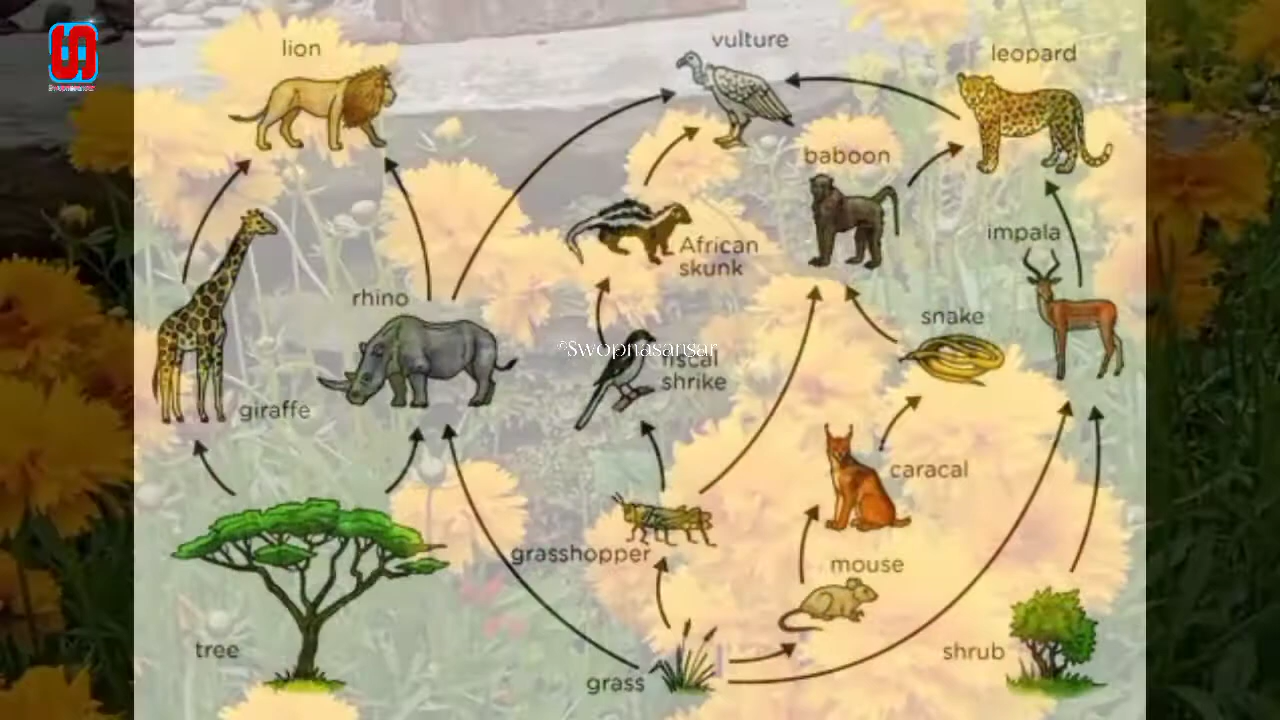 lion
vulture
leopard
baboon
African
skunk
impala
rhino
snake
©Swopnasansar
fiscal
shrike
giraffe
caracal
grasshopper
mouse
tree
shrub
grass